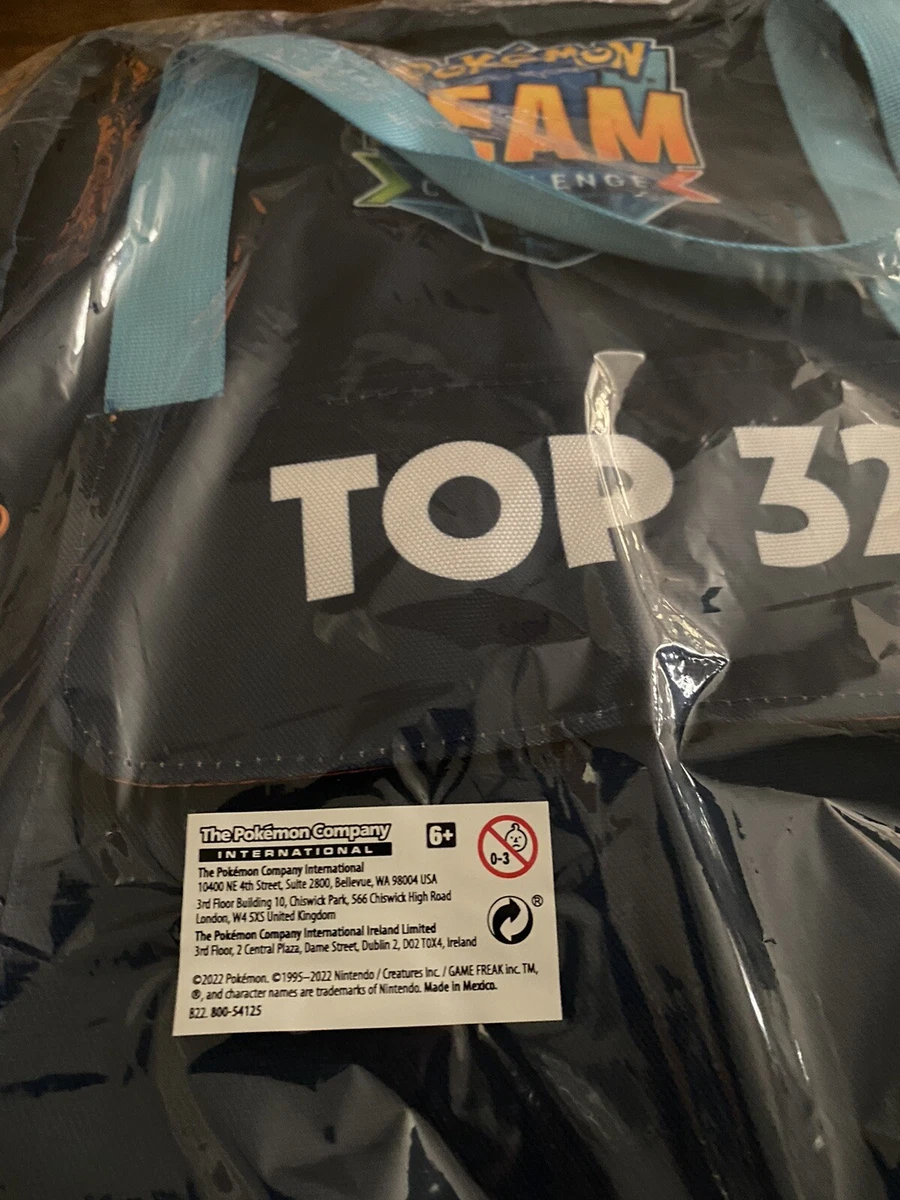 POKÉMON
TEAM
CHALLENGE
TOP 32
The Pokémon Company
INTERNATIONAL
6+
0-3
The Pokémon Company International
10400 NE 4th Street, Suite 2800, Bellevue, WA 98004 USA
3rd Floor Building 10, Chiswick Park, 566 Chiswick High Road
London, W4 5XS United Kingdom
®
The Pokémon Company International Ireland Limited
3rd Floor, 2 Central Plaza, Dame Street, Dublin 2, D02 T0X4, Ireland
©2022 Pokémon. ©1995–2022 Nintendo / Creatures Inc. / GAME FREAK inc. TM,
®, and character names are trademarks of Nintendo. Made in Mexico.
B22. 800-54125